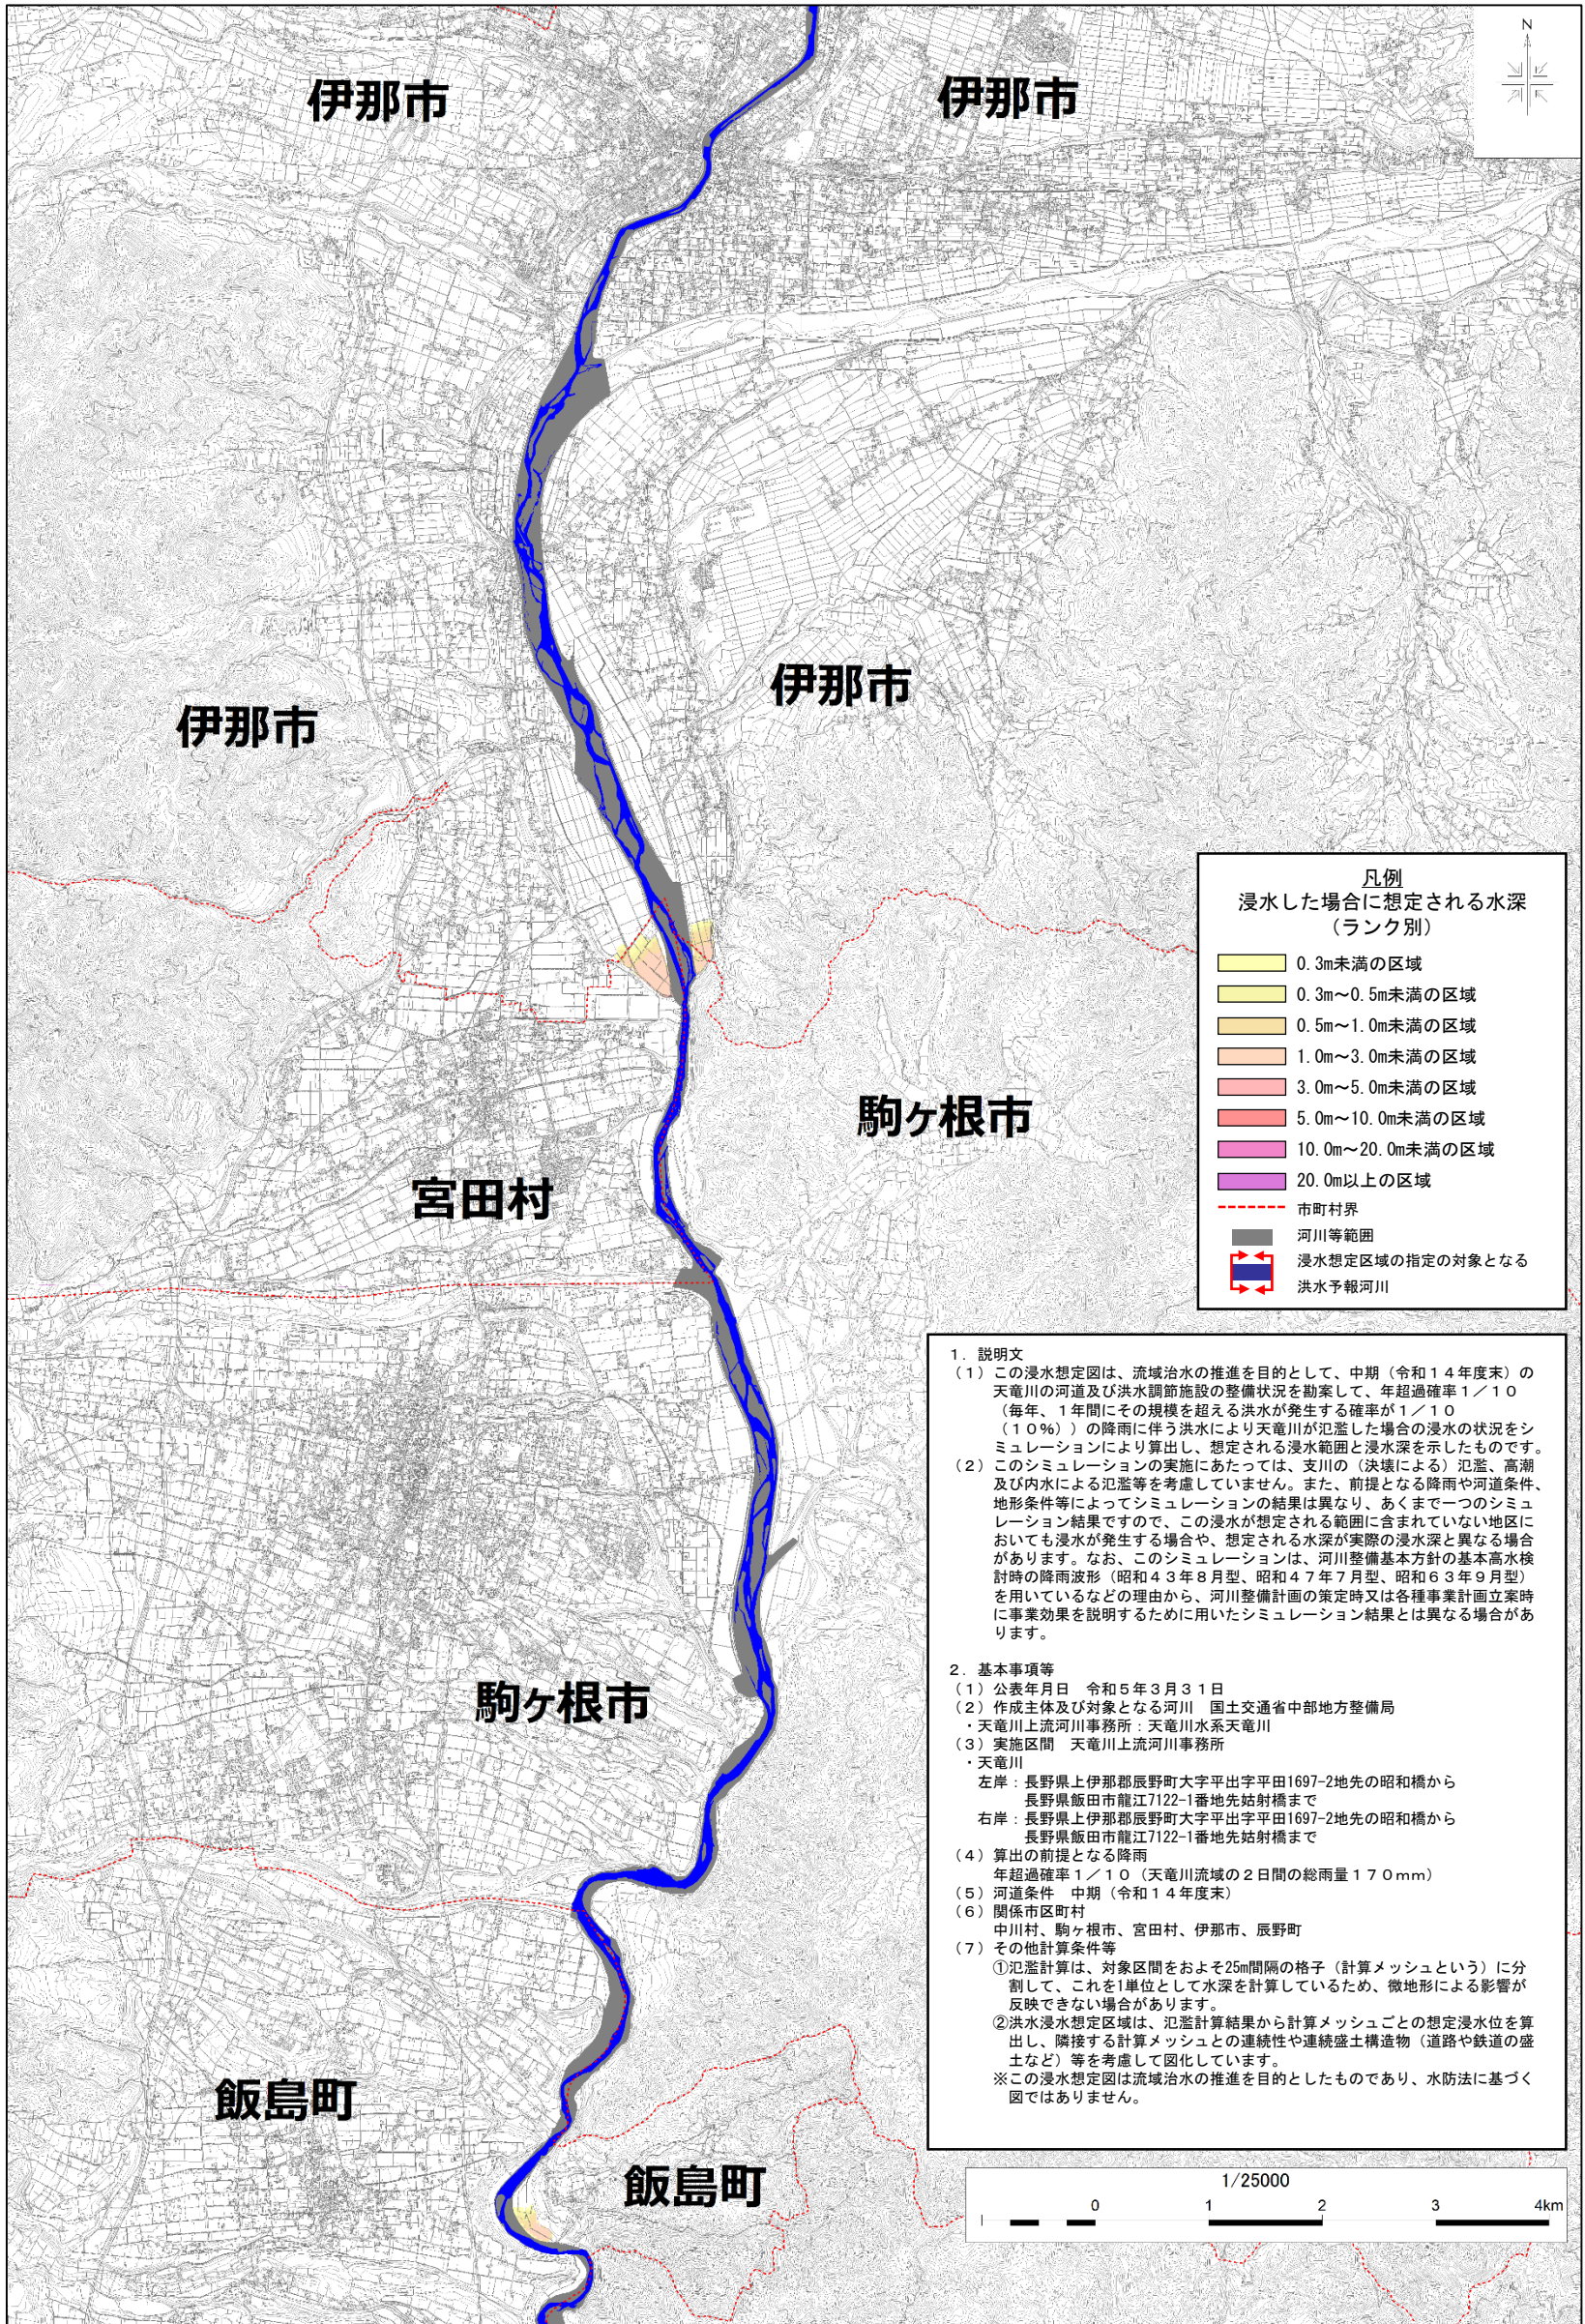 N
伊那市
伊那市
伊那市
伊那市
凡例
浸水した場合に想定される水深
（ランク別）
0.3m未満の区域
0.3m～0.5m未満の区域
0.5m～1.0m未満の区域
1.0m～3.0m未満の区域
3.0m～5.0m未満の区域
5.0m～10.0m未満の区域
10.0m～20.0m未満の区域
20.0m以上の区域
市町村界
河川等範囲
浸水想定区域の指定の対象となる
洪水予報河川
駒ヶ根市
宮田村
駒ヶ根市
飯島町
飯島町
１．説明文
（１）この浸水想定図は、流域治水の推進を目的として、中期（令和１４年度末）の
天竜川の河道及び洪水調節施設の整備状況を勘案して、年超過確率１／１０
（毎年、１年間にその規模を超える洪水が発生する確率が１／１０
（１０％））の降雨に伴う洪水により天竜川が氾濫した場合の浸水の状況をシ
ミュレーションにより算出し、想定される浸水範囲と浸水深を示したものです。
（２）このシミュレーションの実施にあたっては、支川の（決壊による）氾濫、高潮
及び内水による氾濫等を考慮していません。また、前提となる降雨や河道条件、
地形条件等によってシミュレーションの結果は異なり、あくまで一つのシミュ
レーション結果ですので、この浸水が想定される範囲に含まれていない地区に
おいても浸水が発生する場合や、想定される水深が実際の浸水深と異なる場合
があります。なお、このシミュレーションは、河川整備基本方針の基本高水検
討時の降雨波形（昭和４３年８月型、昭和４７年７月型、昭和６３年９月型）
を用いているなどの理由から、河川整備計画の策定時又は各種事業計画立案時
に事業効果を説明するために用いたシミュレーション結果とは異なる場合があ
ります。
２．基本事項等
（１）公表年月日　令和５年３月３１日
（２）作成主体及び対象となる河川　国土交通省中部地方整備局
・天竜川上流河川事務所：天竜川水系天竜川
（３）実施区間　天竜川上流河川事務所
・天竜川
左岸：長野県上伊那郡辰野町大字平出字平田1697-2地先の昭和橋から
長野県飯田市龍江7122-1番地先姑射橋まで
右岸：長野県上伊那郡辰野町大字平出字平田1697-2地先の昭和橋から
長野県飯田市龍江7122-1番地先姑射橋まで
（４）算出の前提となる降雨
年超過確率１／１０（天竜川流域の２日間の総雨量１７０ｍｍ）
（５）河道条件　中期（令和１４年度末）
（６）関係市区町村
中川村、駒ヶ根市、宮田村、伊那市、辰野町
（７）その他計算条件等
①氾濫計算は、対象区間をおよそ25m間隔の格子（計算メッシュという）に分
割して、これを1単位として水深を計算しているため、微地形による影響が
反映できない場合があります。
②洪水浸水想定区域は、氾濫計算結果から計算メッシュごとの想定浸水位を算
出し、隣接する計算メッシュとの連続性や連続盛土構造物（道路や鉄道の盛
土など）等を考慮して図化しています。
※この浸水想定図は流域治水の推進を目的としたものであり、水防法に基づく
図ではありません。
1/25000
0 1 2 3 4km